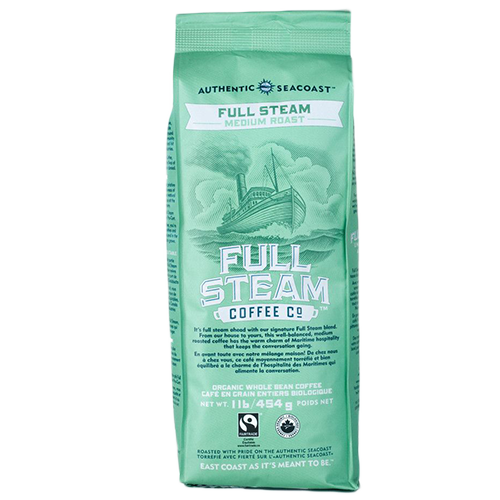 AUTHENTIC SEACOAST™
FULL STEAM
MEDIUM ROAST
FULL
STEAM
COFFEE Co™
It's full steam ahead with our signature Full Steam blend.
From our house to yours, this well-balanced, medium
roasted coffee has the warm charm of Maritime hospitality
that keeps the conversation going.
En avant toute avec notre mélange maison! De chez nous
à chez vous, ce café moyennement torréfié et bien
équilibré a le charme de l'hospitalité des Maritimes qui
alimente la conversation.
ORGANIC WHOLE BEAN COFFEE
CAFÉ EN GRAIN ENTIERS BIOLOGIQUE
NET WT. 1 lb/454 g POIDS NET
FAIRTRADE
ROASTED WITH PRIDE ON THE AUTHENTIC SEACOAST
TORRÉFIÉ AVEC FIERTÉ SUR L'«AUTHENTIC SEACOAST».
EAST COAST AS IT'S MEANT TO BE.™